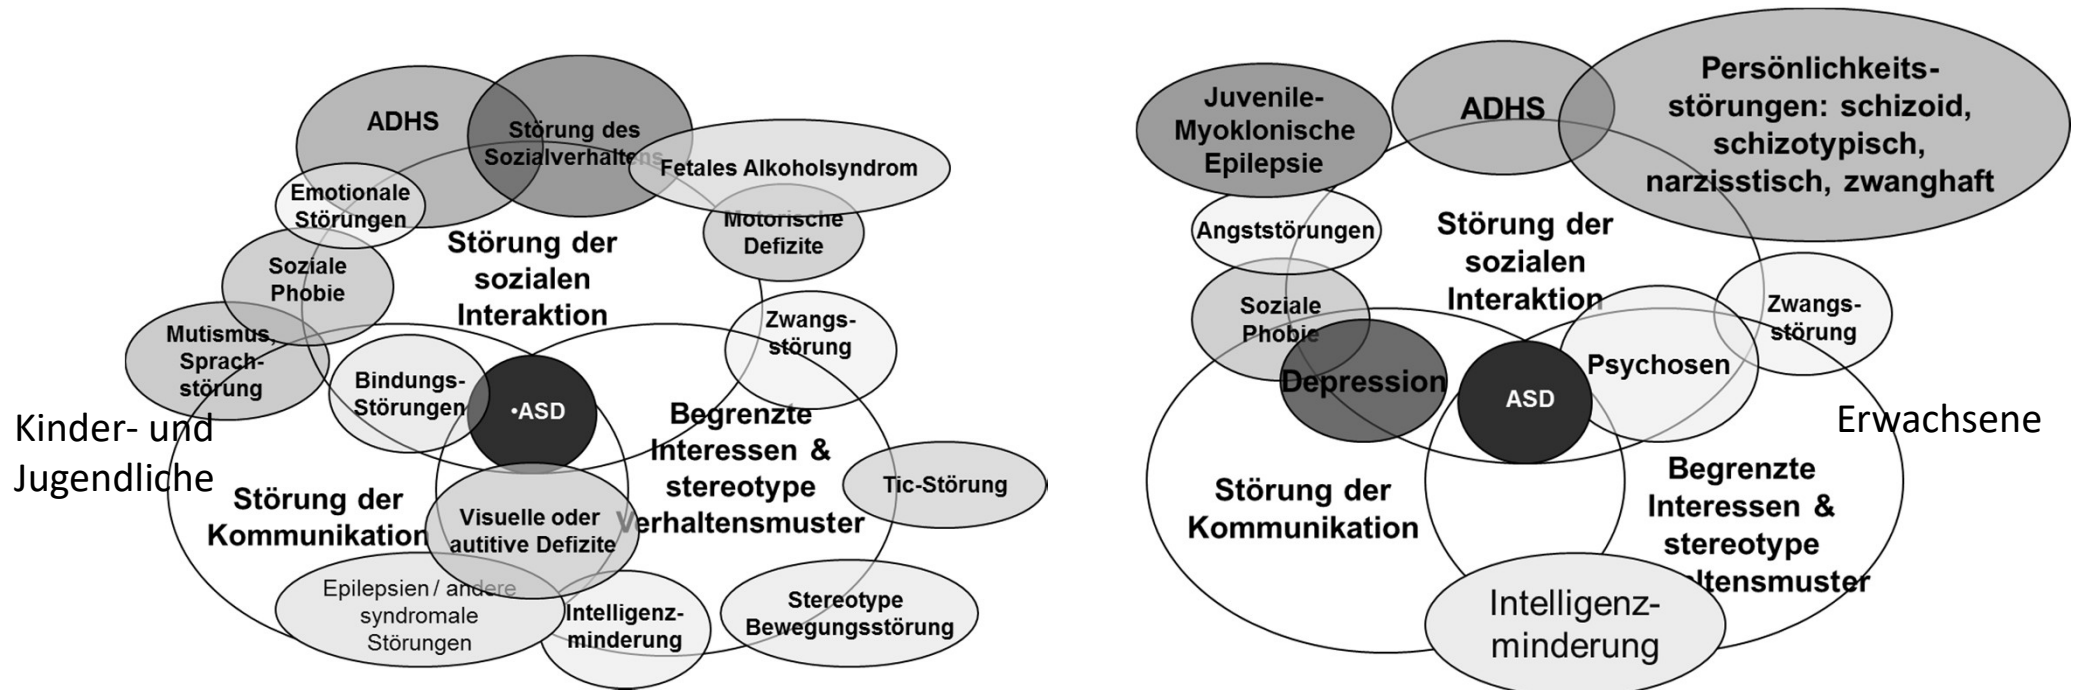 ADHS
Störung des
Sozialverhaltens
Fetales Alkoholsyndrom
Emotionale
Störungen
Motorische
Defizite
Störung der
sozialen
Interaktion
Soziale
Phobie
Mutismus,
Sprach-
störung
Zwangs-
störung
Bindungs-
Störungen
•ASD
Kinder- und
Jugendliche
Begrenzte
Interessen &
stereotype
Verhaltensmuster
Tic-Störung
Störung der
Kommunikation
Visuelle oder
autitive Defizite
Epilepsien / andere
syndromale
Störungen
Intelligenz-
minderung
Stereotype
Bewegungsstörung
Juvenile-
Myoklonische
Epilepsie
ADHS
Persönlichkeits-
störungen: schizoid,
schizotypisch,
narzisstisch, zwanghaft
Angststörungen
Störung der
sozialen
Interaktion
Soziale
Phobie
Zwangs-
störung
Depression
ASD
Psychosen
Erwachsene
Störung der
Kommunikation
Begrenzte
Interessen &
stereotype
ltensmuster
Intelligenz-
minderung